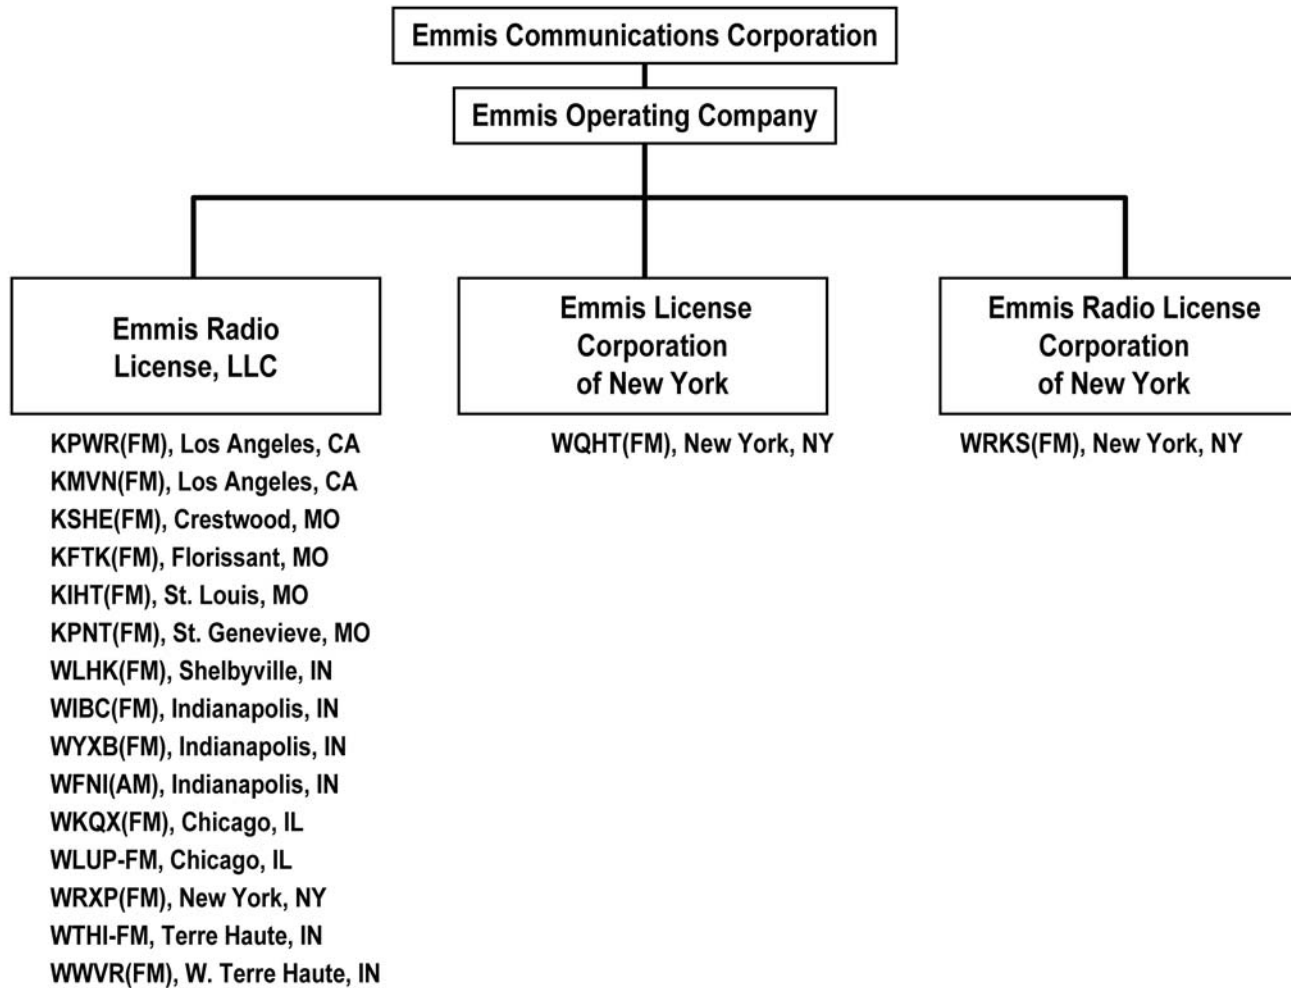 Emmis Communications Corporation
Emmis Operating Company
Emmis Radio
License, LLC
KPWR(FM), Los Angeles, CA
KMVN(FM), Los Angeles, CA
KSHE(FM), Crestwood, MO
KFTK(FM), Florissant, MO
KIHT(FM), St. Louis, MO
KPNT(FM), St. Genevieve, MO
WLHK(FM), Shelbyville, IN
WIBC(FM), Indianapolis, IN
WYXB(FM), Indianapolis, IN
WFNI(AM), Indianapolis, IN
WKQX(FM), Chicago, IL
WLUP-FM, Chicago, IL
WRXP(FM), New York, NY
WTHI-FM, Terre Haute, IN
WWVR(FM), W. Terre Haute, IN
Emmis License
Corporation
of New York
WQHT(FM), New York, NY
Emmis Radio License
Corporation
of New York
WRKS(FM), New York, NY